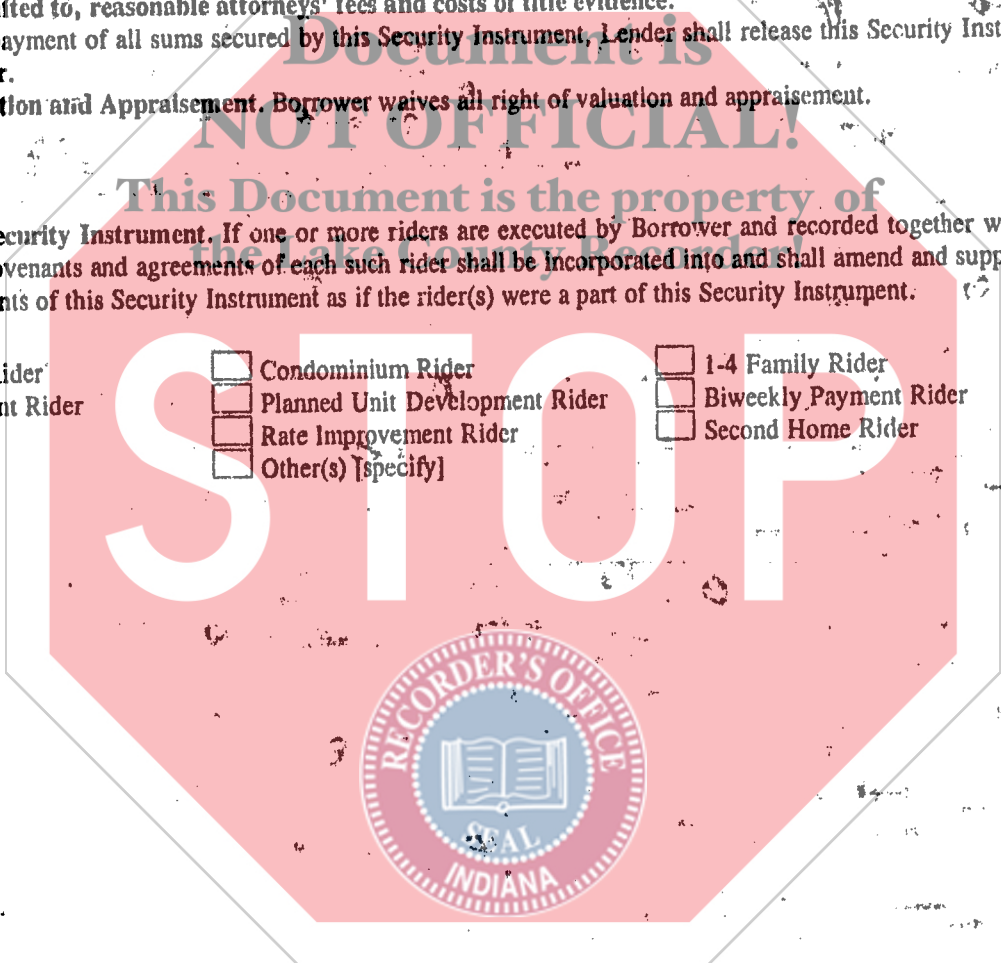 ited to, reasonable attorneys' fees and costs of title evidence.
ayment of all sums secured by this Security Instrument, Lender shall release this Security Inst
r.
tion and Appraisement. Borrower waives all right of valuation and appraisement.
Document is
NOT OFFICIAL!
This Document is the property of
the Lake County Recorder!
ecurity Instrument. If one or more riders are executed by Borrower and recorded together w
ovenants and agreements of each such rider shall be incorporated into and shall amend and supp
nts of this Security Instrument as if the rider(s) were a part of this Security Instrument.
ider
nt Rider
Condominium Rider
Planned Unit Development Rider
Rate Improvement Rider
Other(s) [specify]
1-4 Family Rider
Biweekly Payment Rider
Second Home Rider
STOP
RECORDER'S OFFICE
SEAL
INDIANA